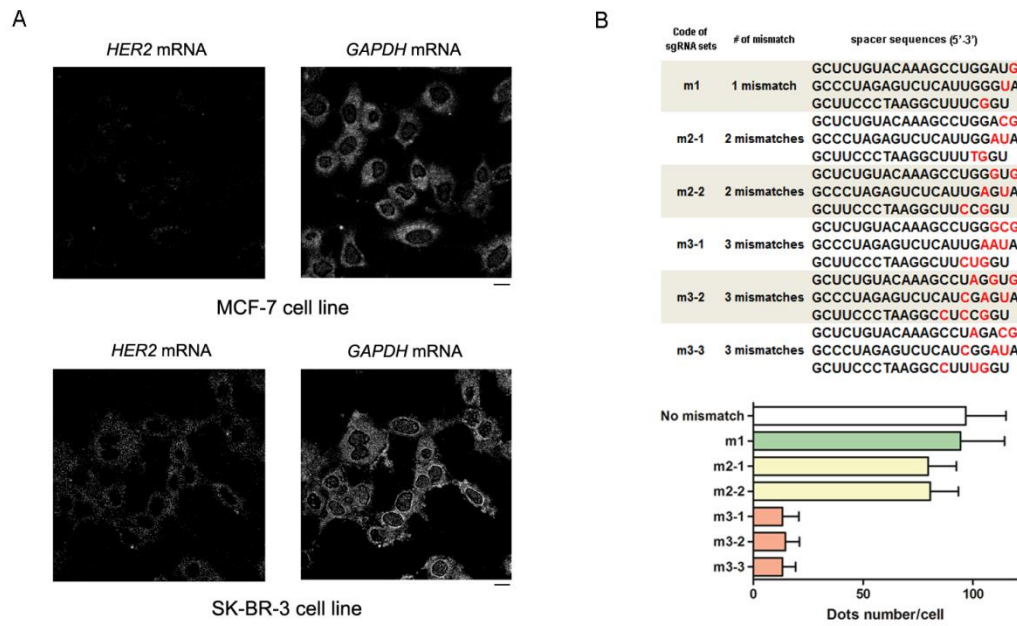 A
HER2 mRNA GAPDH mRNA
MCF-7 cell line
HER2 mRNA GAPDH mRNA
SK-BR-3 cell line
B
Code of sgRNA sets # of mismatch spacer sequences (5'-3')
GCUCUGUACAAAGCCUGGAUG
m1 1 mismatch GCCCUAGAGUCUCAUUGGGUA
GCUUCCCUAAGGCUUUCGGU
GCUCUGUACAAAGCCUGGACG
m2-1 2 mismatches GCCCUAGAGUCUCAUUGGAUA
GCUUCCCUAAGGCUUUTGGU
GCUCUGUACAAAGCCUGGGUG
m2-2 2 mismatches GCCCUAGAGUCUCAUUGAGUA
GCUUCCCTAAGGCUUCCGGU
GCUCUGUACAAAGCCUGGGCG
m3-1 3 mismatches GCCCUAGAGUCUCAUUGAAUA
GCUUCCCTAAGGCUUCUGGU
GCUCUGUACAAAGCCUAGGUG
m3-2 3 mismatches GCCCUAGAGUCUCAUCGAGUA
GCUUCCCTAAGGCCUCCGGU
GCUCUGUACAAAGCCUAGACG
m3-3 3 mismatches GCCCUAGAGUCUCAUCGGAUA
GCUUCCCTAAGGCCUUUGGU
No mismatch
m1
m2-1
m2-2
m3-1
m3-2
m3-3
0 50 100
Dots number/cell